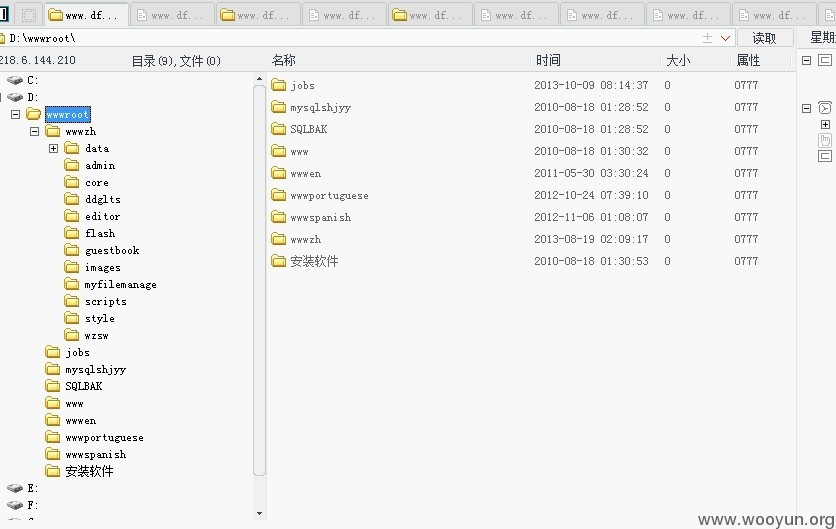 www.df... www.df... www.df... www.df... www.df... www.df... www.df... www.df... www.df...
D:\wwwroot\ 读取 星期
218.6.144.210 目录(9),文件(0) 名称 时间 大小 属性
C:
D:
wwwroot
wwwzh
data
admin
core
ddglts
editor
flash
guestbook
images
myfilemanage
scripts
style
wzsw
jobs
mysqlshjyy
SQLBAK
www
wwwen
wwwportuguese
wwwspanish
安装软件
E:
F:
jobs 2013-10-09 08:14:37 0 0777
mysqlshjyy 2010-08-18 01:28:52 0 0777
SQLBAK 2010-08-18 01:28:52 0 0777
www 2010-08-18 01:30:32 0 0777
wwwen 2011-05-30 03:30:24 0 0777
wwwportuguese 2012-10-24 07:39:10 0 0777
wwwspanish 2012-11-06 01:08:07 0 0777
wwwzh 2013-08-19 02:09:17 0 0777
安装软件 2010-08-18 01:30:53 0 0777
www.wooyun.org